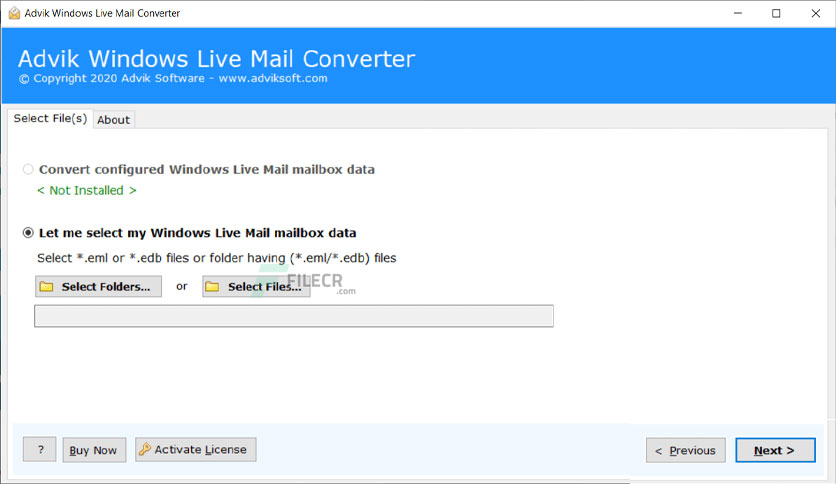 Advik Windows Live Mail Converter
Advik Windows Live Mail Converter
© Copyright 2020 Advik Software - www.adviksoft.com
Select File(s) About
Convert configured Windows Live Mail mailbox data
< Not Installed >
Let me select my Windows Live Mail mailbox data
Select *.eml or *.edb files or folder having (*.eml/*.edb) files
Select Folders... or Select Files...
FILECR
.com
? Buy Now Activate License < Previous Next >